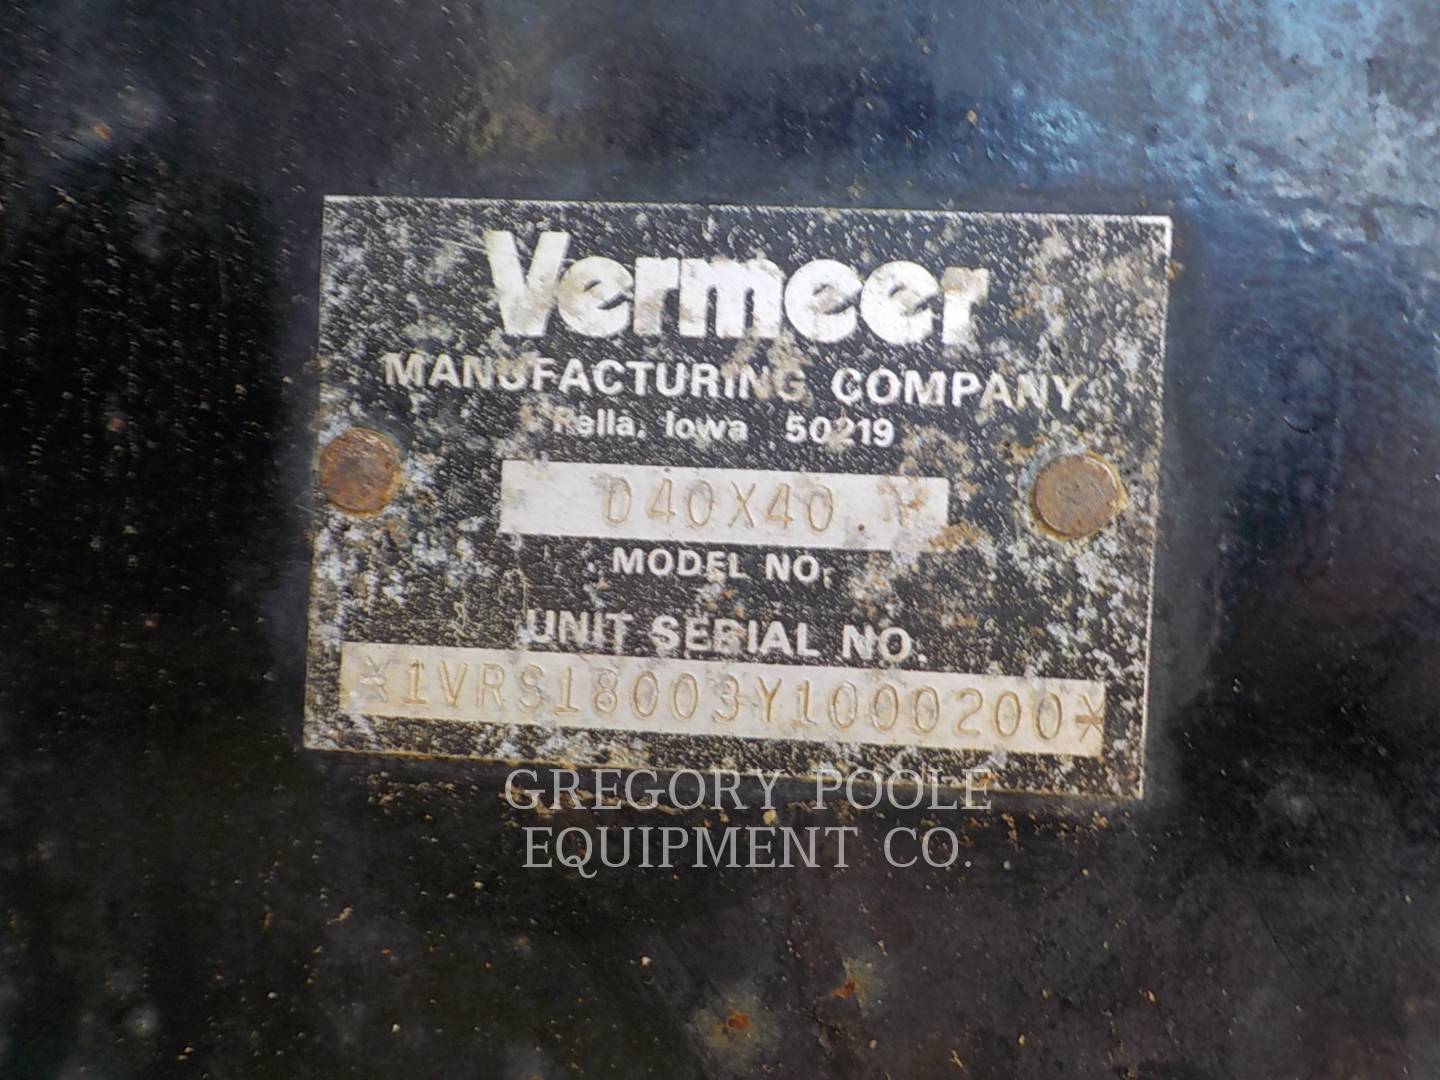 Vermeer
MANUFACTURING COMPANY
Pella, Iowa 50219
D40X40
MODEL NO.
UNIT SERIAL NO.
*1VRS18003Y1000200*
GREGORY POOLE
EQUIPMENT CO.